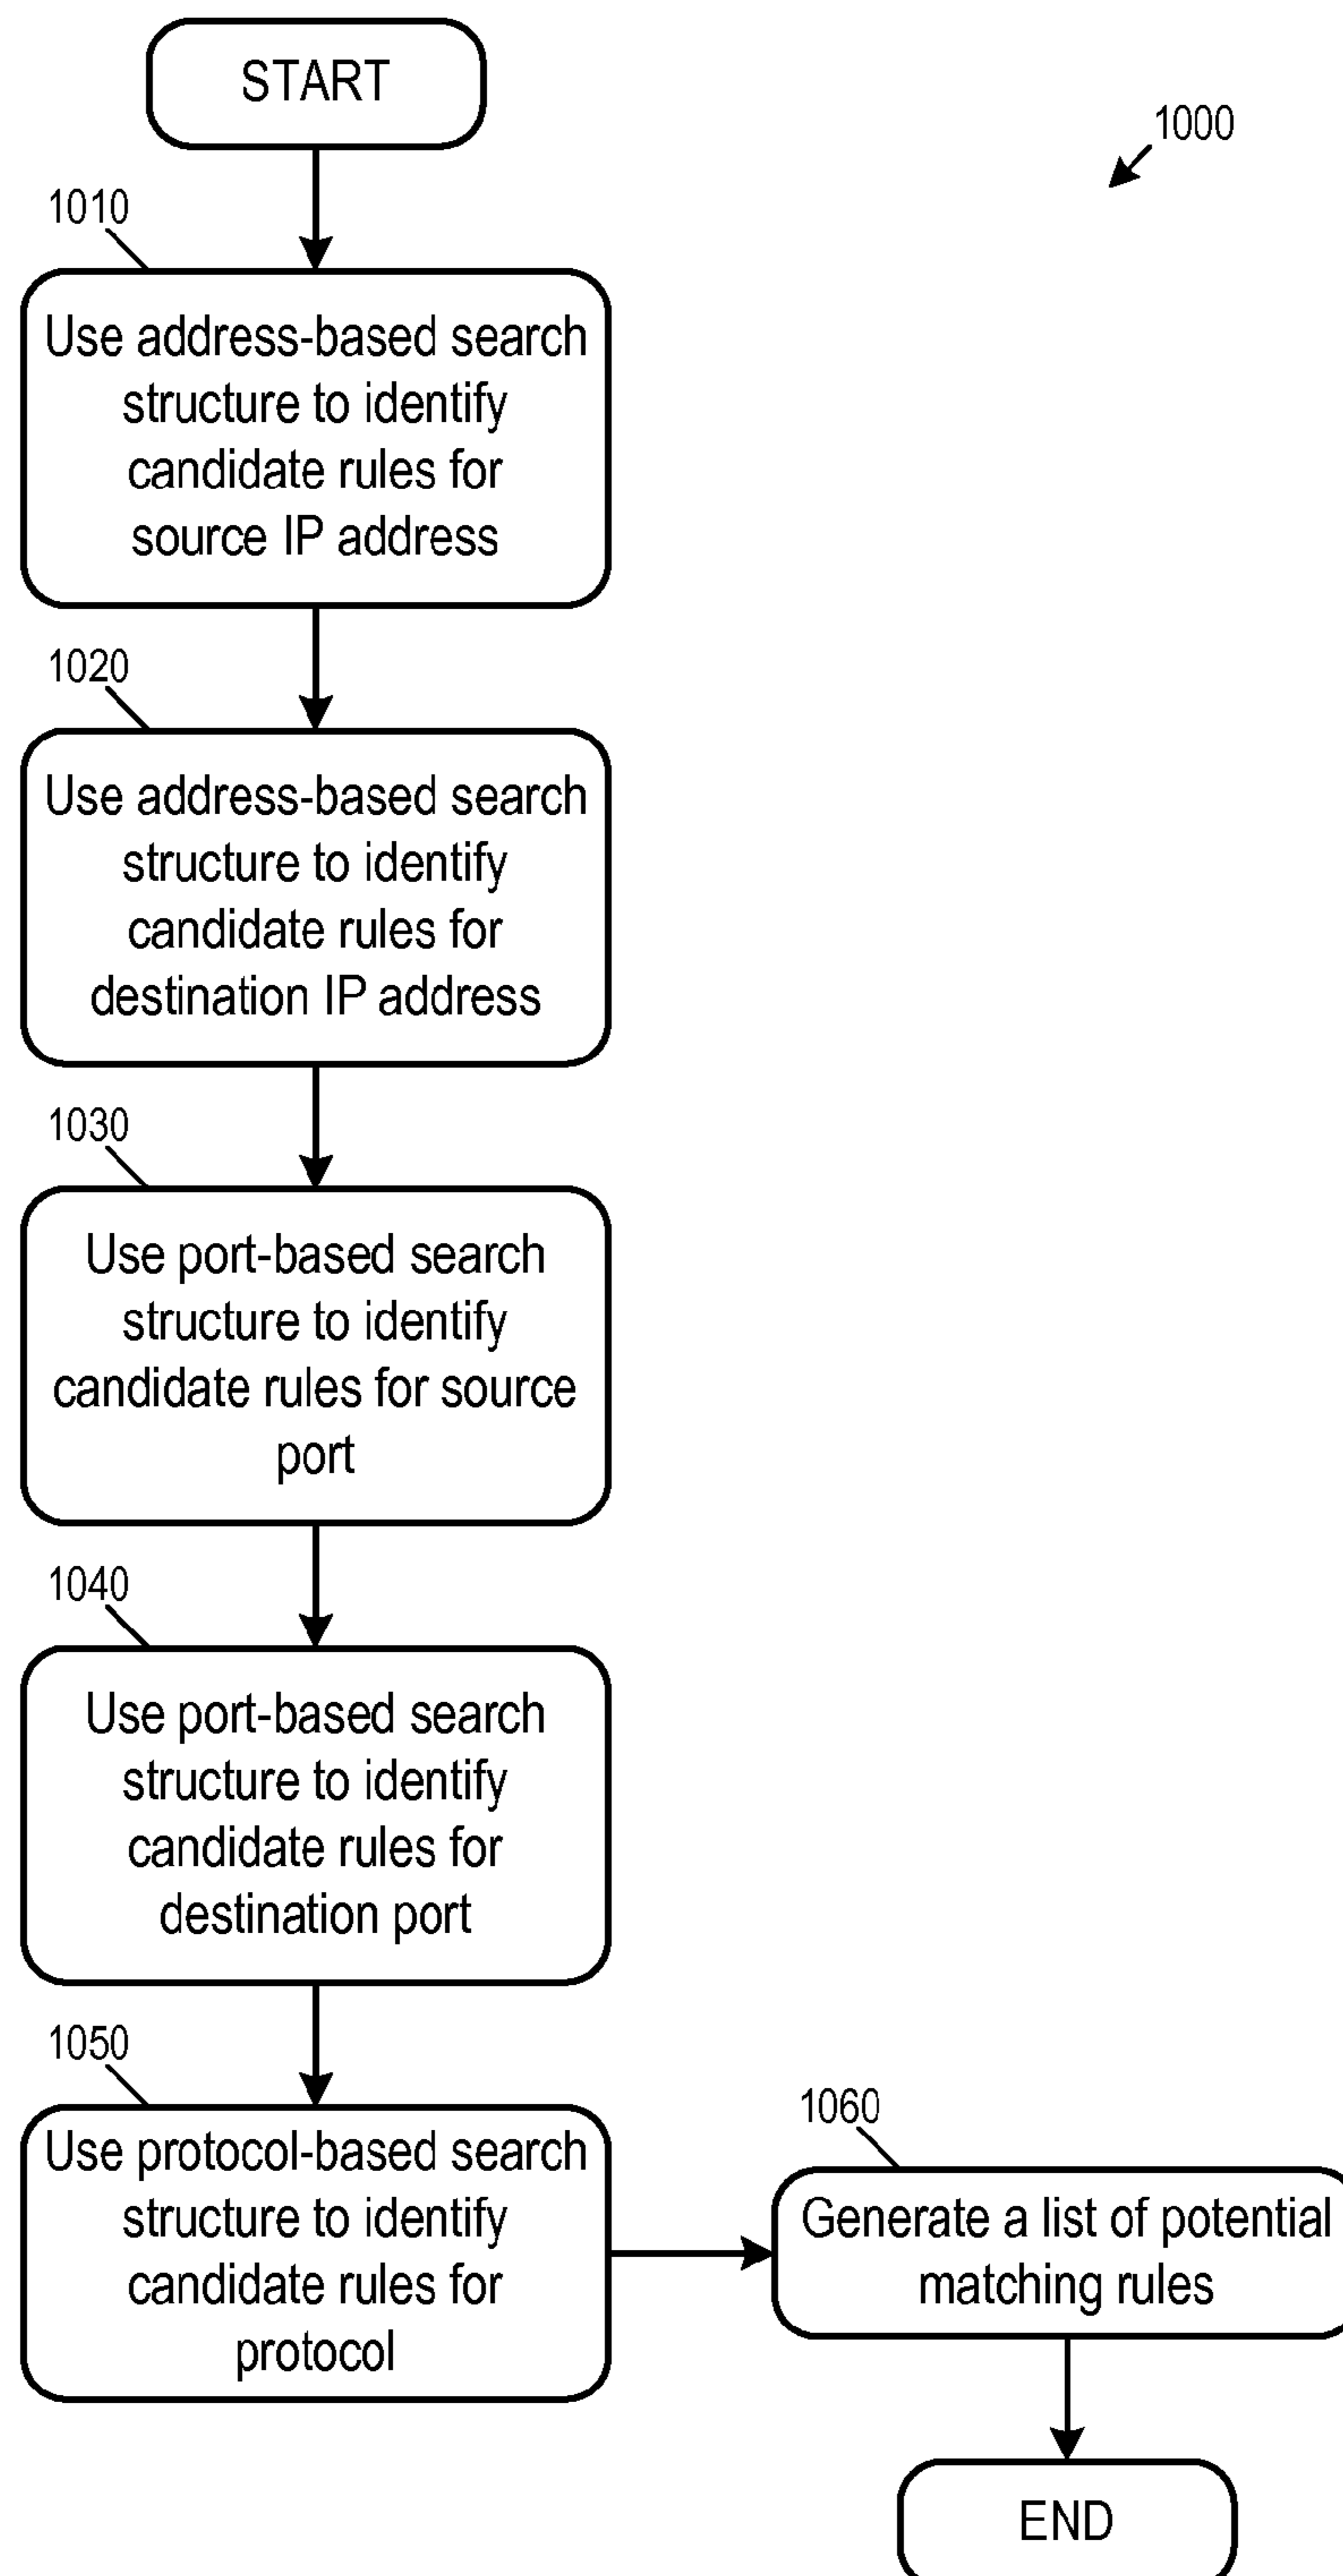 START
1000
1010
Use address-based search
structure to identify
candidate rules for
source IP address
1020
Use address-based search
structure to identify
candidate rules for
destination IP address
1030
Use port-based search
structure to identify
candidate rules for source
port
1040
Use port-based search
structure to identify
candidate rules for
destination port
1050
Use protocol-based search
structure to identify
candidate rules for
protocol
1060
Generate a list of potential
matching rules
END